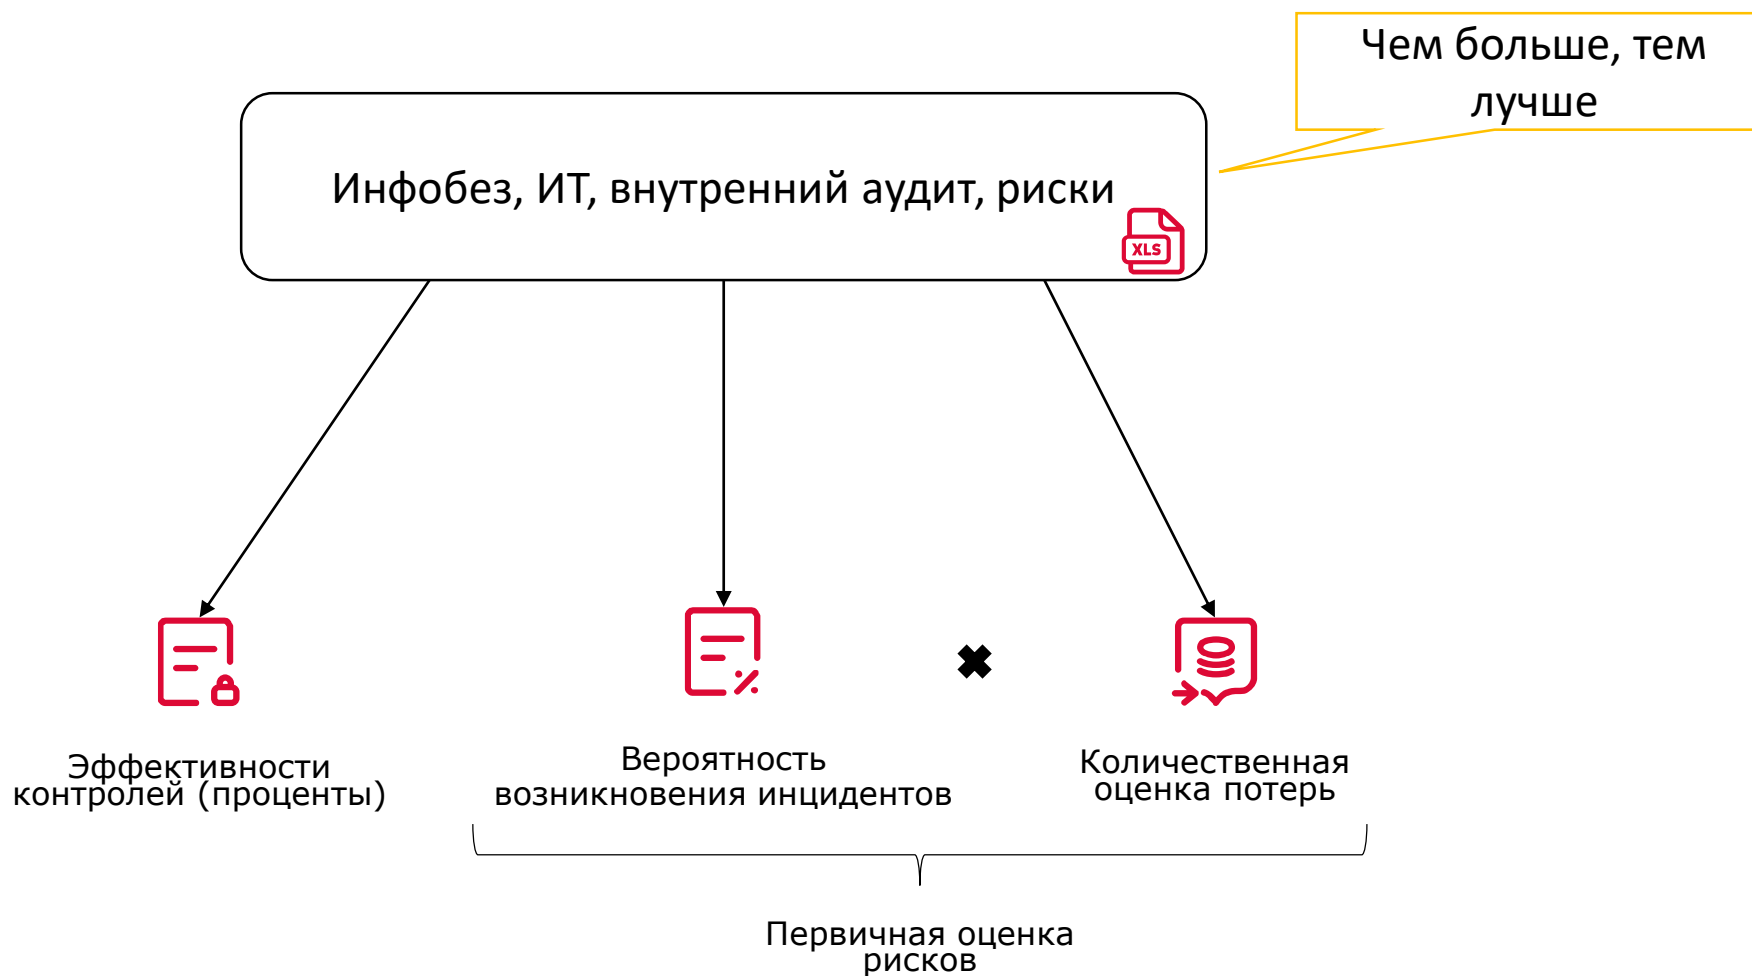 Чем больше, тем
лучше
Инфобез, ИТ, внутренний аудит, риски
XLS
Эффективности
контролей (проценты)
Вероятность
возникновения инцидентов
Количественная
оценка потерь
Первичная оценка
рисков